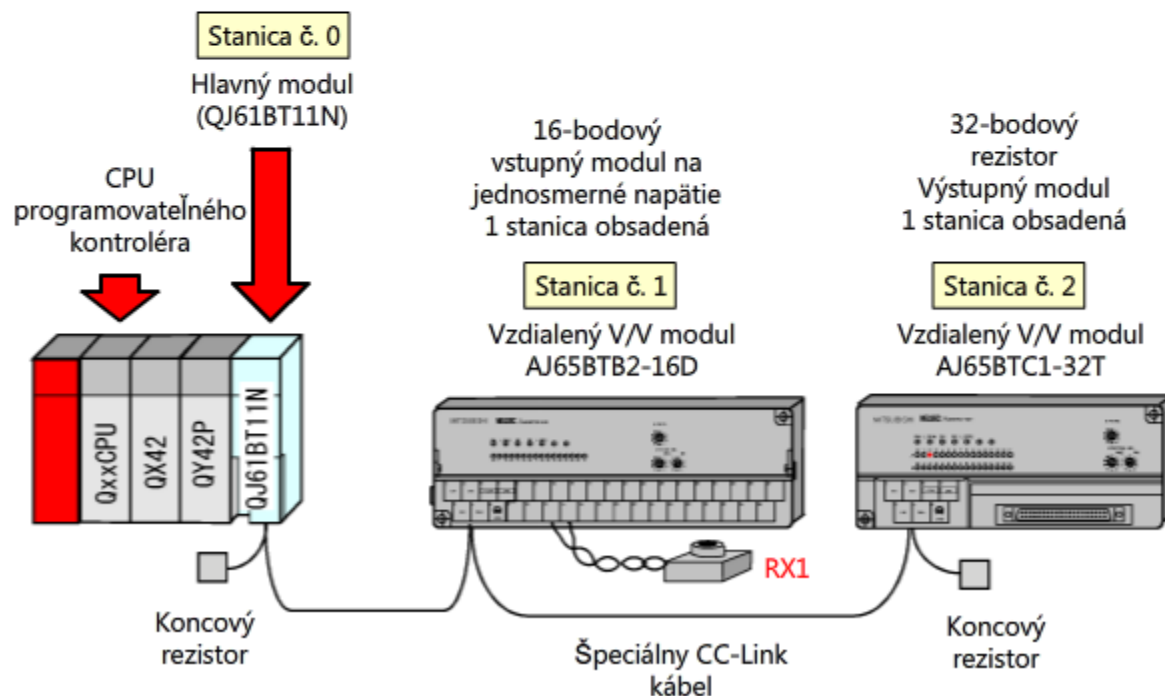 Stanica č. 0
Hlavný modul
(QJ61BT11N)
CPU
programovateľného
kontroléra
16-bodový
vstupný modul na
jednosmerné napätie
1 stanica obsadená
32-bodový
rezistor
Výstupný modul
1 stanica obsadená
Stanica č. 1
Stanica č. 2
Vzdialený V/V modul
AJ65BTB2-16D
Vzdialený V/V modul
AJ65BTC1-32T
QxxCPU
QX42
QY42P
QJ61BT11N
MITSUBISHI
MITSUBISHI
RX1
Koncový
rezistor
Špeciálny CC-Link
kábel
Koncový
rezistor